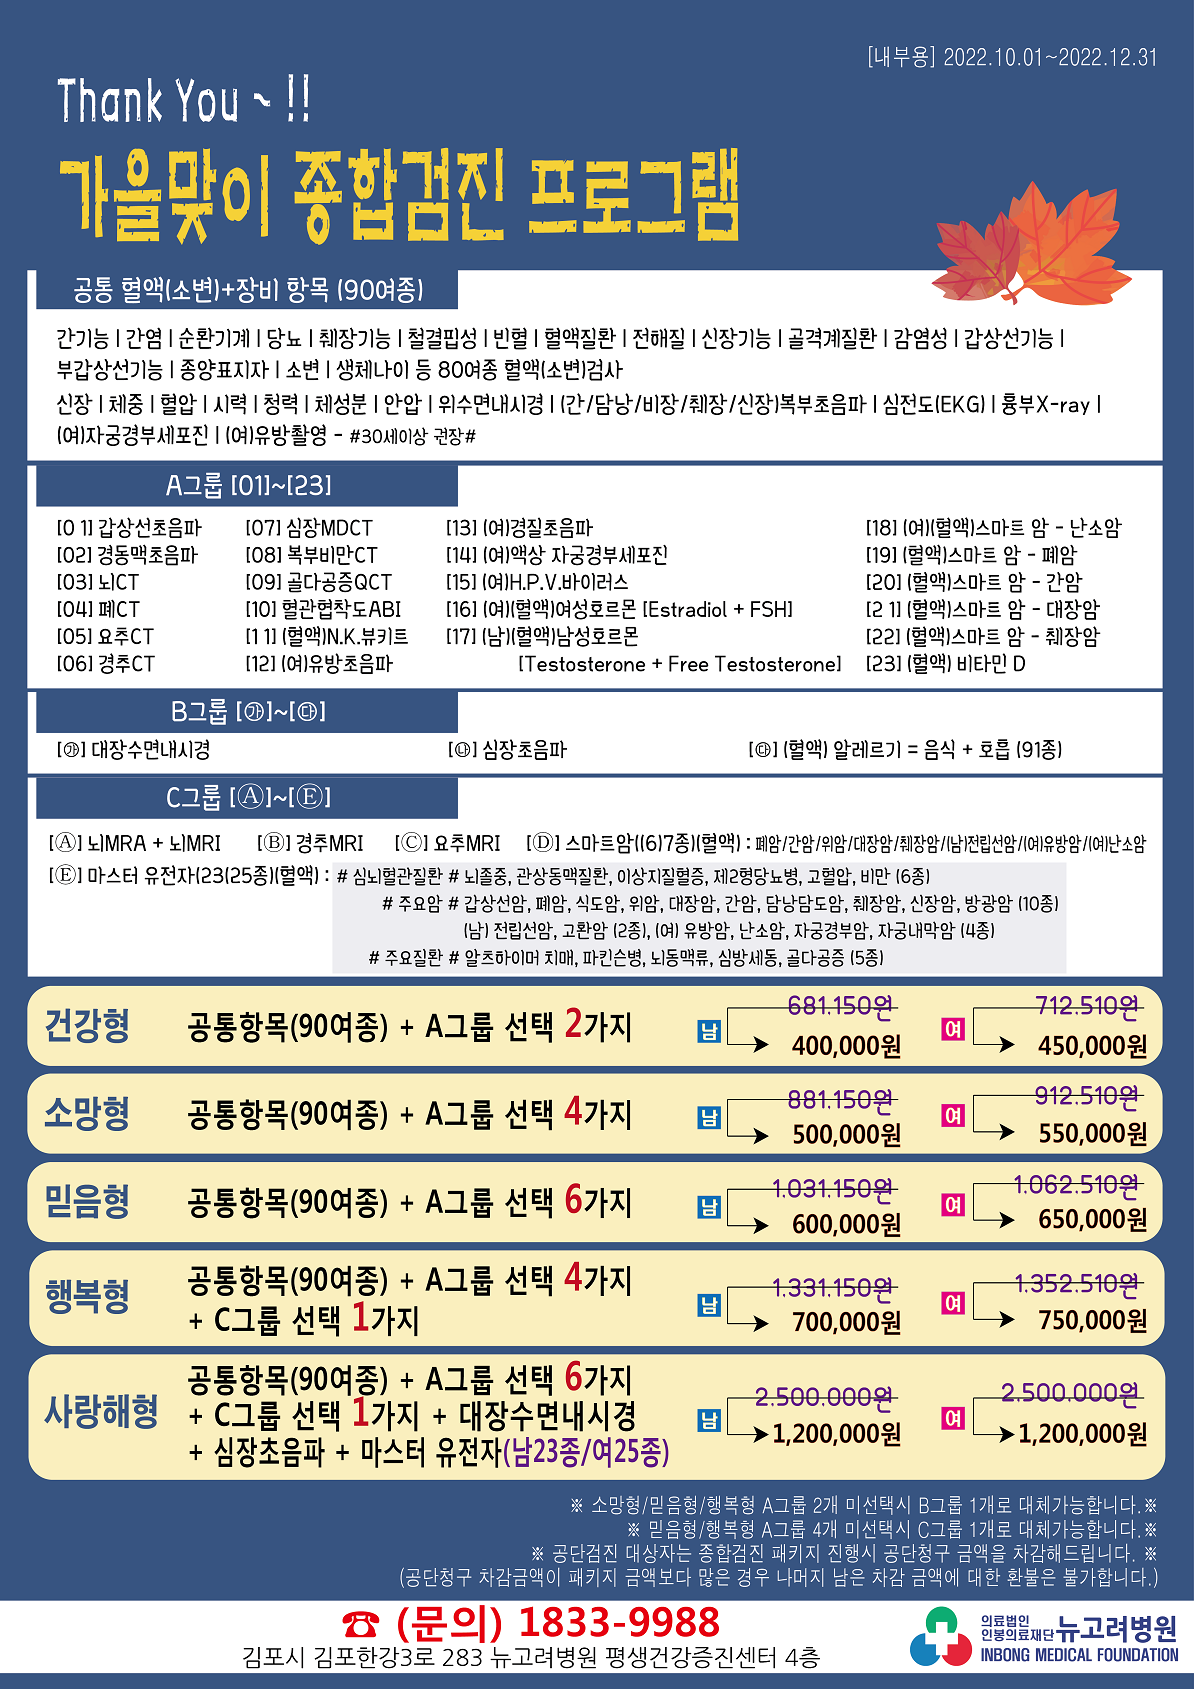 [내부용] 2022.10.01~2022.12.31
Thank You ~ !!
가을맞이 종합검진 프로그램
공통 혈액(소변)+장비 항목 (90여종)
간기능 | 간염 | 순환기계 | 당뇨 | 췌장기능 | 철결핍성 | 빈혈 | 혈액질환 | 전해질 | 신장기능 | 골격계질환 | 감염성 | 갑상선기능 |
부갑상선기능 | 종양표지자 | 소변 | 생체나이 등 80여종 혈액(소변)검사
신장 | 체중 | 혈압 | 시력 | 청력 | 체성분 | 안압 | 위수면내시경 | (간/담낭/비장/췌장/신장)복부초음파 | 심전도(EKG) | 흉부X-ray |
(여)자궁경부세포진 | (여)유방촬영 - #30세이상 권장#
A그룹 [01]~[23]
[0 1] 갑상선초음파
[02] 경동맥초음파
[03] 뇌CT
[04] 폐CT
[05] 요추CT
[06] 경추CT
[07] 심장MDCT
[08] 복부비만CT
[09] 골다공증QCT
[10] 혈관협착도ABI
[1 1] (혈액)N.K.뷰키트
[12] (여)유방초음파
[13] (여)경질초음파
[14] (여)액상 자궁경부세포진
[15] (여)H.P.V.바이러스
[16] (여)(혈액)여성호르몬 [Estradiol + FSH]
[17] (남)(혈액)남성호르몬
[Testosterone + Free Testosterone]
[18] (여)(혈액)스마트 암 - 난소암
[19] (혈액)스마트 암 - 폐암
[20] (혈액)스마트 암 - 간암
[2 1] (혈액)스마트 암 - 대장암
[22] (혈액)스마트 암 - 췌장암
[23] (혈액) 비타민 D
B그룹 [㉮]~[㉰]
[㉮] 대장수면내시경 [㉯] 심장초음파 [㉰] (혈액) 알레르기 = 음식 + 호흡 (91종)
C그룹 [Ⓐ]~[Ⓔ]
[Ⓐ] 뇌MRA + 뇌MRI [Ⓑ] 경추MRI [Ⓒ] 요추MRI [Ⓓ] 스마트암((6)7종)(혈액) : 폐암/간암/위암/대장암/췌장암/(남)전립선암/(여)유방암/(여)난소암
[Ⓔ] 마스터 유전자(23(25종)(혈액) : # 심뇌혈관질환 # 뇌졸중, 관상동맥질환, 이상지질혈증, 제2형당뇨병, 고혈압, 비만 (6종)
# 주요암 # 갑상선암, 폐암, 식도암, 위암, 대장암, 간암, 담낭담도암, 췌장암, 신장암, 방광암 (10종)
(남) 전립선암, 고환암 (2종), (여) 유방암, 난소암, 자궁경부암, 자궁내막암 (4종)
# 주요질환 # 알츠하이머 치매, 파킨슨병, 뇌동맥류, 심방세동, 골다공증 (5종)
건강형 공통항목(90여종) + A그룹 선택 2가지
남 681.150원 400,000원
여 712.510원 450,000원
소망형 공통항목(90여종) + A그룹 선택 4가지
남 881.150원 500,000원
여 912.510원 550,000원
믿음형 공통항목(90여종) + A그룹 선택 6가지
남 1.031.150원 600,000원
여 1.062.510원 650,000원
행복형 공통항목(90여종) + A그룹 선택 4가지
+ C그룹 선택 1가지
남 1.331.150원 700,000원
여 1.352.510원 750,000원
사랑해형 공통항목(90여종) + A그룹 선택 6가지
+ C그룹 선택 1가지 + 대장수면내시경
+ 심장초음파 + 마스터 유전자(남23종/여25종)
남 2.500.000원 1,200,000원
여 2.500.000원 1,200,000원
※ 소망형/믿음형/행복형 A그룹 2개 미선택시 B그룹 1개로 대체가능합니다.※
※ 믿음형/행복형 A그룹 4개 미선택시 C그룹 1개로 대체가능합니다.※
※ 공단검진 대상자는 종합검진 패키지 진행시 공단청구 금액을 차감해드립니다. ※
(공단청구 차감금액이 패키지 금액보다 많은 경우 나머지 남은 차감 금액에 대한 환불은 불가합니다.)
☎ (문의) 1833-9988
김포시 김포한강3로 283 뉴고려병원 평생건강증진센터 4층
의료법인
인봉의료재단 뉴고려병원
INBONG MEDICAL FOUNDATION